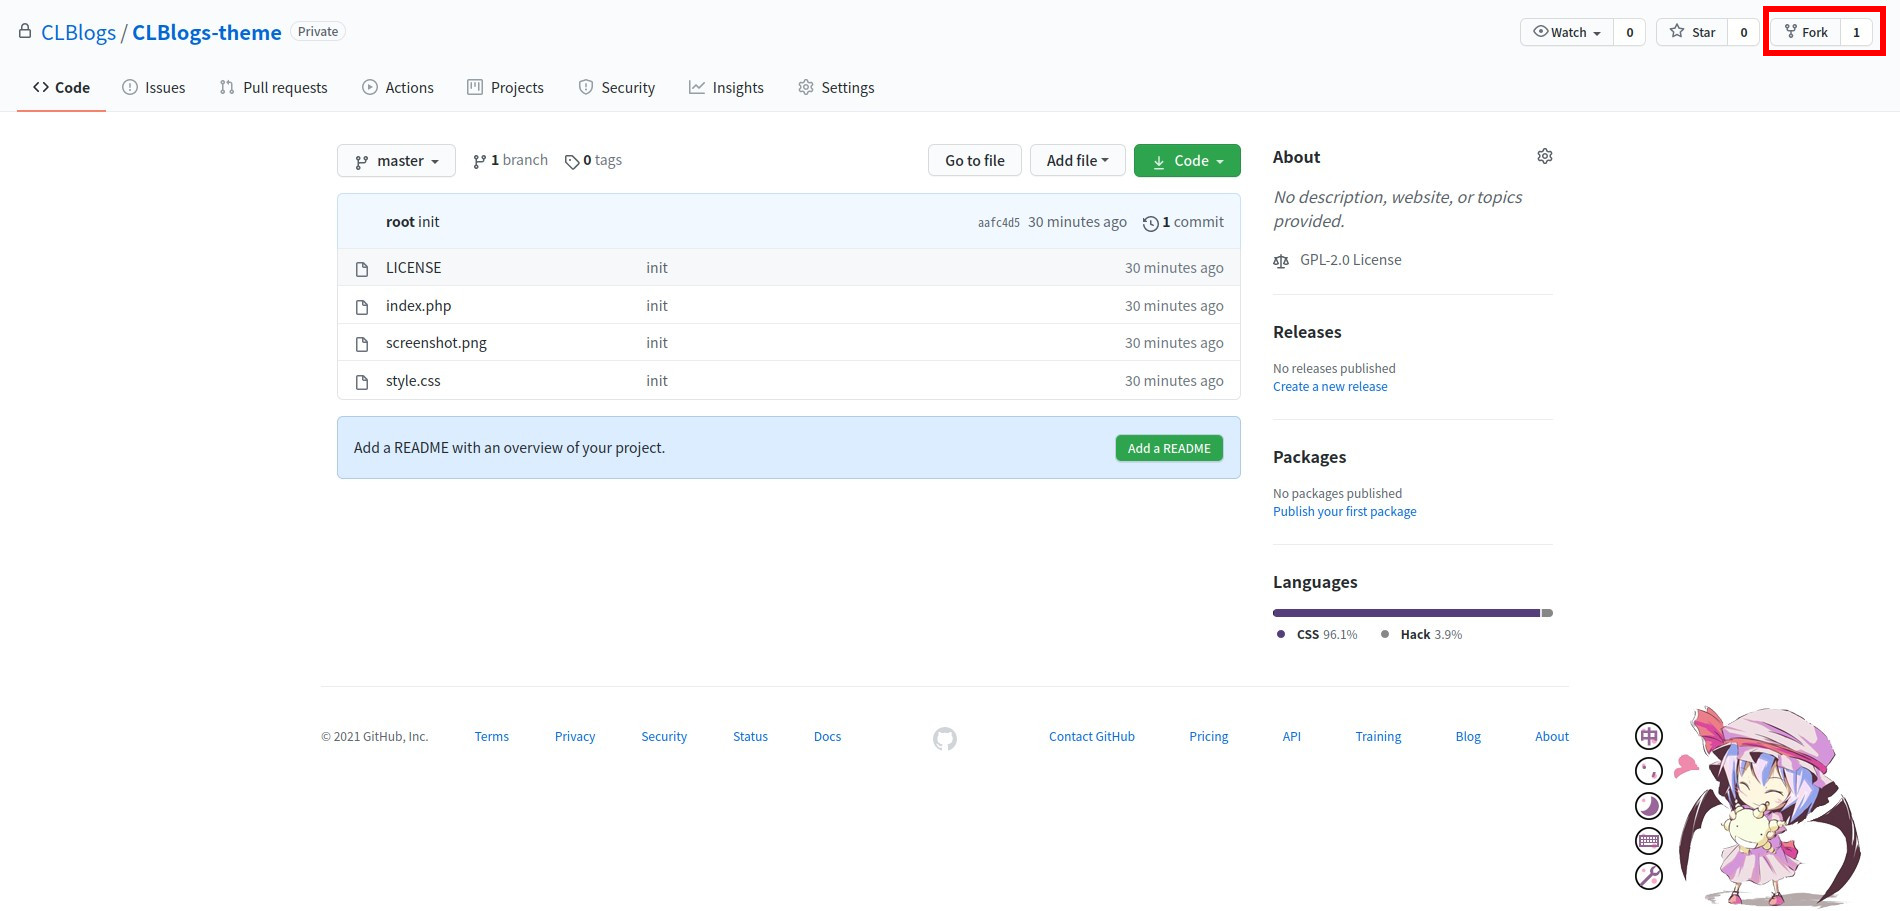 CLBlogs / CLBlogs-theme Private
Watch 0 Star 0 Fork 1
Code Issues Pull requests Actions Projects Security Insights Settings
master 1 branch 0 tags Go to file Add file Code
root init aafc4d5 30 minutes ago 1 commit
LICENSE init 30 minutes ago
index.php init 30 minutes ago
screenshot.png init 30 minutes ago
style.css init 30 minutes ago
Add a README with an overview of your project. Add a README
About
No description, website, or topics
provided.
GPL-2.0 License
Releases
No releases published
Create a new release
Packages
No packages published
Publish your first package
Languages
CSS 96.1% Hack 3.9%
© 2021 GitHub, Inc. Terms Privacy Security Status Docs Contact GitHub Pricing API Training Blog About
中